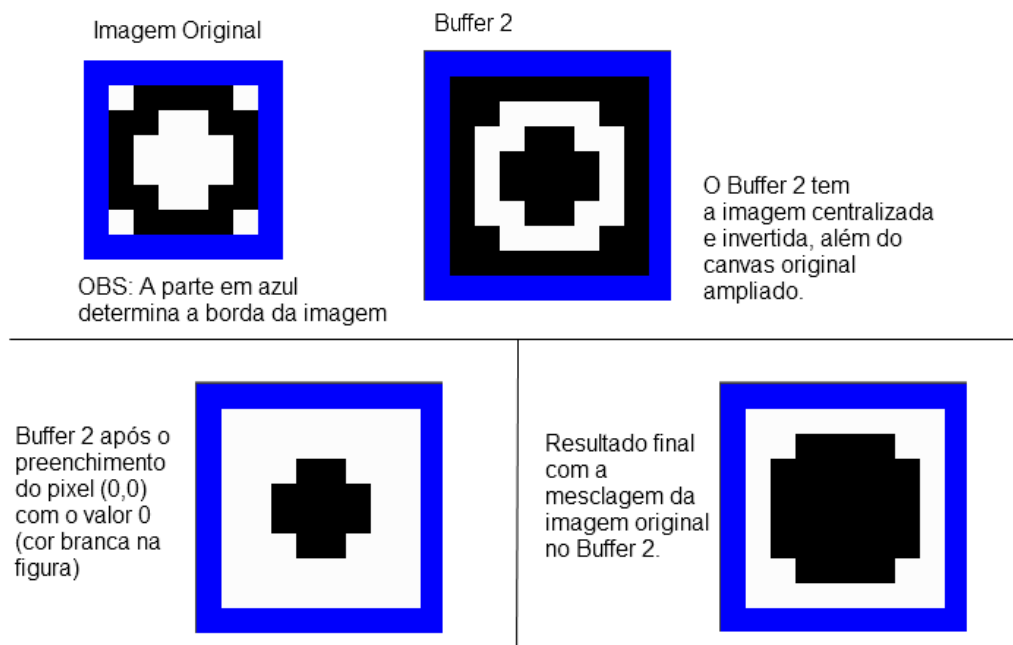 Imagem Original
Buffer 2
OBS: A parte em azul
determina a borda da imagem
O Buffer 2 tem
a imagem centralizada
e invertida, além do
canvas original
ampliado.
Buffer 2 após o
preenchimento
do pixel (0,0)
com o valor 0
(cor branca na
figura)
Resultado final
com a
mesclagem da
imagem original
no Buffer 2.